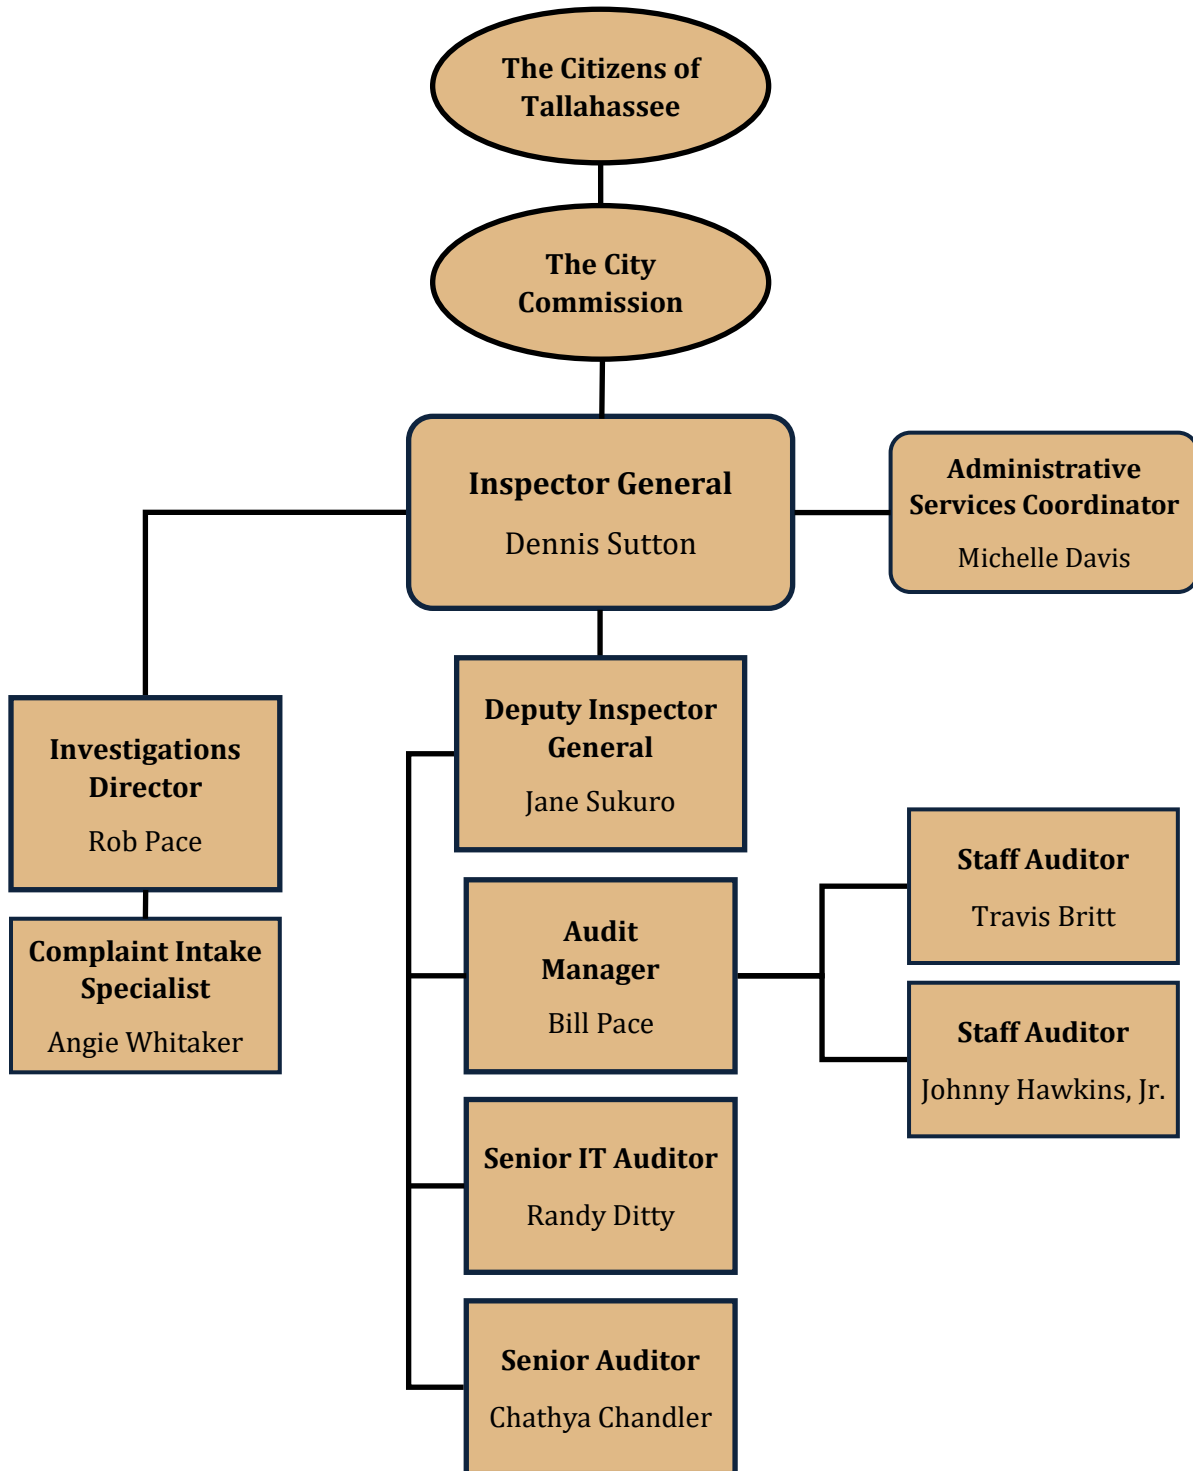 The Citizens of
Tallahassee
The City
Commission
Inspector General
Dennis Sutton
Administrative
Services Coordinator
Michelle Davis
Investigations
Director
Rob Pace
Complaint Intake
Specialist
Angie Whitaker
Deputy Inspector
General
Jane Sukuro
Audit
Manager
Bill Pace
Staff Auditor
Travis Britt
Staff Auditor
Johnny Hawkins, Jr.
Senior IT Auditor
Randy Ditty
Senior Auditor
Chathya Chandler